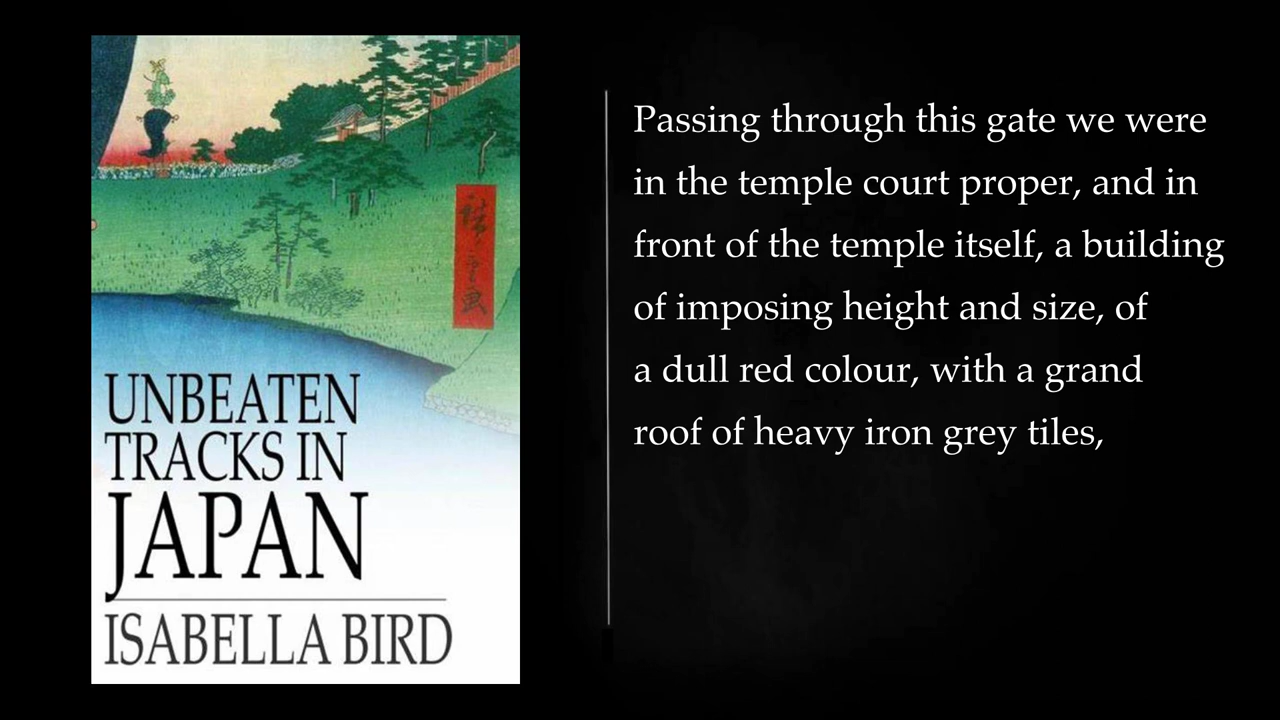 UNBEATEN
TRACKS IN
JAPAN
ISABELLA BIRD
Passing through this gate we were
in the temple court proper, and in
front of the temple itself, a building
of imposing height and size, of
a dull red colour, with a grand
roof of heavy iron grey tiles,